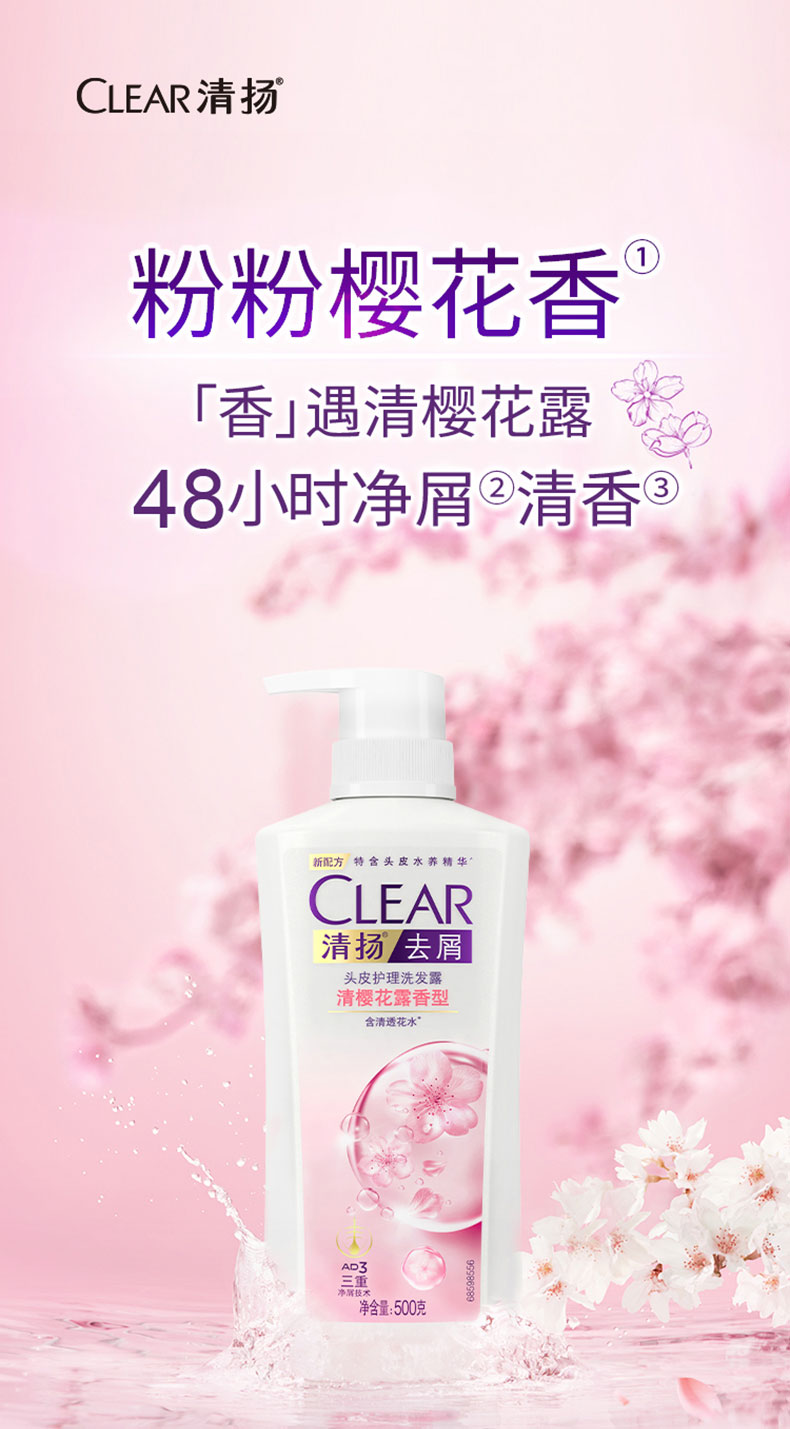 CLEAR清扬®
粉粉樱花香①
「香」遇清樱花露
48小时净屑②清香③
新配方 特含头皮水养精华^
CLEAR
清扬® 去屑
头皮护理洗发露
清樱花露香型
含清透花水*
AD3
三重
净屑技术
净含量:500克
68598556